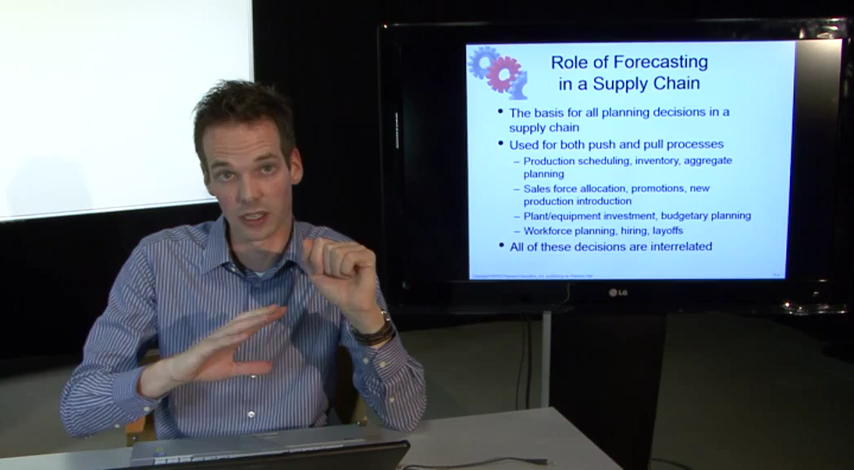 Role of Forecasting
in a Supply Chain
• The basis for all planning decisions in a
supply chain
• Used for both push and pull processes
– Production scheduling, inventory, aggregate
planning
– Sales force allocation, promotions, new
production introduction
– Plant/equipment investment, budgetary planning
– Workforce planning, hiring, layoffs
• All of these decisions are interrelated
LG